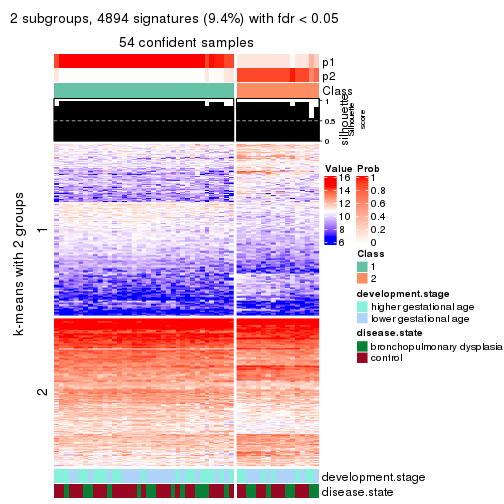 2 subgroups, 4894 signatures (9.4%) with fdr < 0.05
54 confident samples
p1
p2
Class
1
0.5
0
silhouette
Silhouette
score
k-means with 2 groups
1
2
Value
16
14
12
10
8
6
Prob
1
0.8
0.6
0.4
0.2
0
Class
1
2
development.stage
higher gestational age
lower gestational age
disease.state
bronchopulmonary dysplasia
control
development.stage
disease.state